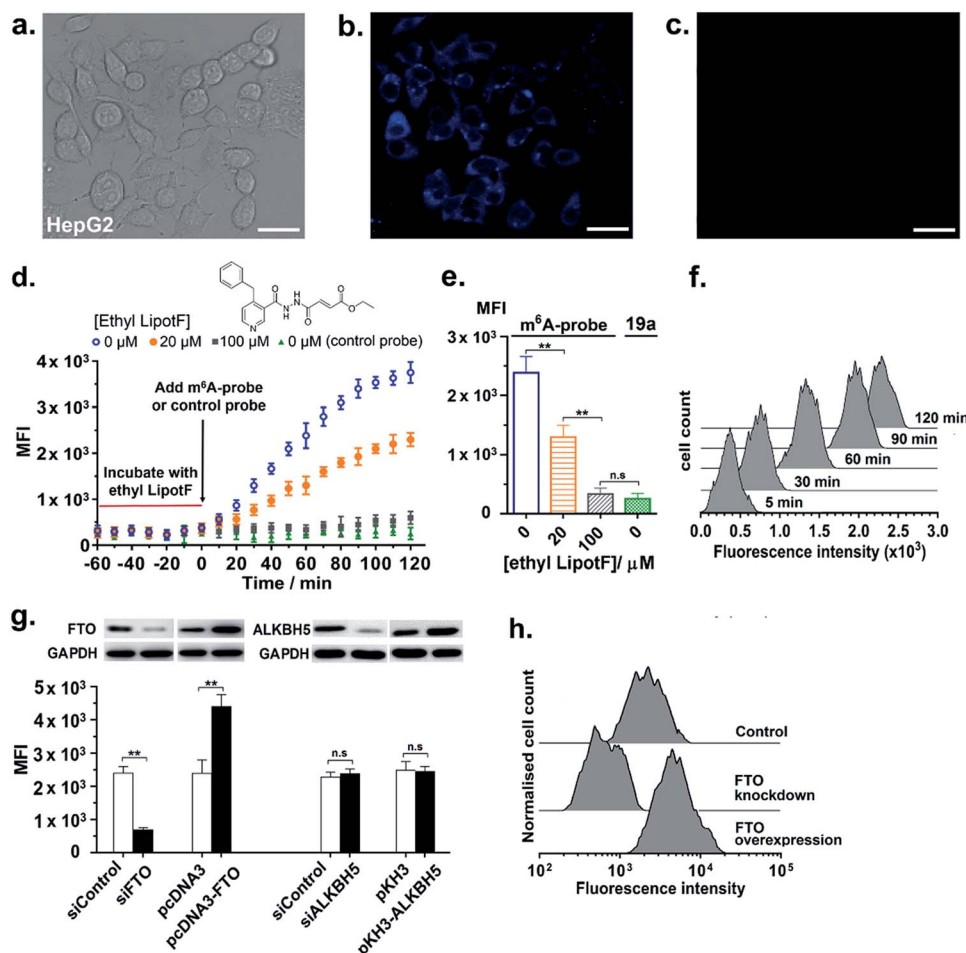 a.
b.
c.
HepG2
d.
N
O
N
H
H
N
O
O
O
[Ethyl LipotF]
0 µM 20 µM 100 µM 0 µM (control probe)
MFI
4 x 10³
3 x 10³
2 x 10³
1 x 10³
0
Add m⁶A-probe
or control probe
Incubate with
ethyl LipotF
-60 -40 -20 0 20 40 60 80 100 120
Time / min
e.
MFI
m⁶A-probe 19a
3 x 10³
2 x 10³
1 x 10³
0
**
**
n.s
0 20 100 0
[ethyl LipotF]/ µM
f.
cell count
120 min
90 min
60 min
30 min
5 min
0.0 0.5 1.0 1.5 2.0 2.5 3.0
Fluorescence intensity (x10³)
g.
FTO
GAPDH
ALKBH5
GAPDH
MFI
5 x 10³
4 x 10³
3 x 10³
2 x 10³
1 x 10³
0
**
**
n.s
n.s
siControl
siFTO
pcDNA3
pcDNA3-FTO
siControl
siALKBH5
pKH3
pKH3-ALKBH5
h.
Normalised cell count
Control
FTO
knockdown
FTO
overexpression
10² 10³ 10⁴ 10⁵
Fluorescence intensity